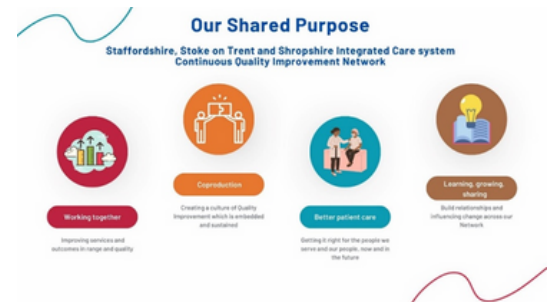 Our Shared Purpose
Staffordshire, Stoke on Trent and Shropshire Integrated Care system
Continuous Quality Improvement Network
Working together
Improving services and
outcomes in range and quality
Coproduction
Creating a culture of Quality
Improvement which is embedded
and sustained
Better patient care
Getting it right for the people we
serve and our people, now and in
the future
Learning, growing,
sharing
Build relationships and
influencing change across our
Network